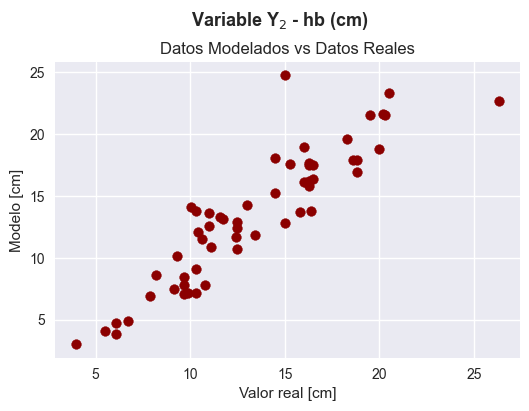 Variable Y₂ - hb (cm)
Datos Modelados vs Datos Reales
25
20
15
10
5
Modelo [cm]
5 10 15 20 25
Valor real [cm]